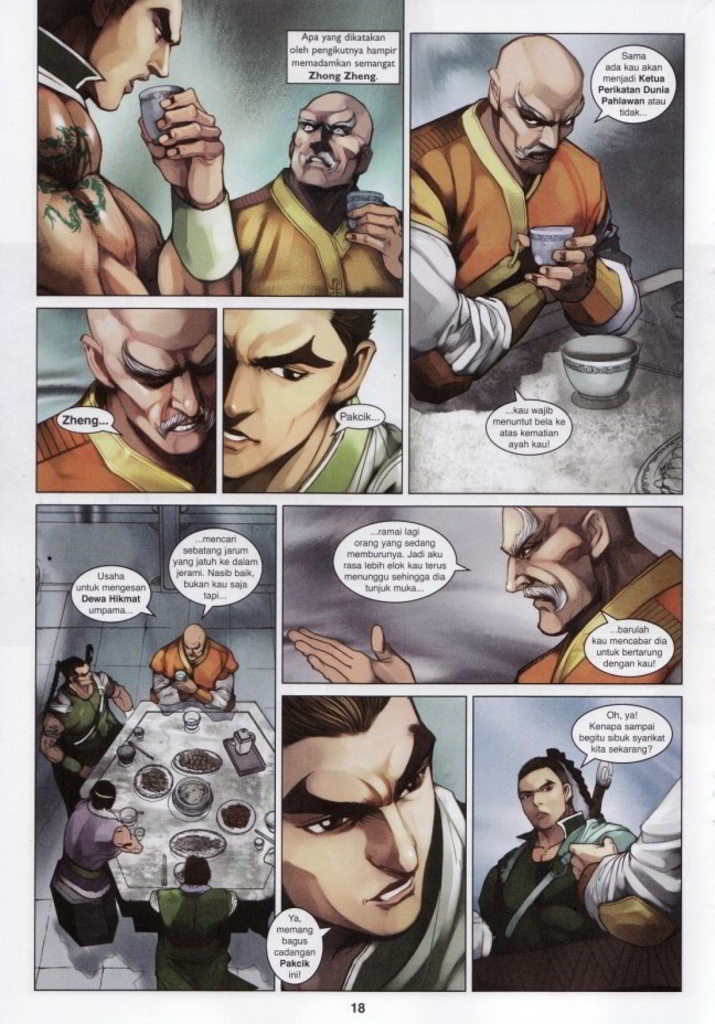 Apa yang dikatakan
oleh pengikutnya hampir
memadamkan semangat
Zhong Zheng.
Sama
ada kau akan
menjadi Ketua
Perikatan Dunia
Pahlawan atau
tidak...
...kau wajib
menuntut bela ke
atas kematian
ayah kau!
Zheng...
Pakcik...
Usaha
untuk mengesan
Dewa Hikmat
umpama...
...mencari
sebatang jarum
yang jatuh ke dalam
jerami. Nasib baik,
bukan kau saja
tapi...
...ramai lagi
orang yang sedang
memburunya. Jadi aku
rasa lebih elok kau terus
menunggu sehingga dia
tunjuk muka...
...barulah
kau mencabar dia
untuk bertarung
dengan kau!
Ya,
memang
bagus
cadangan
Pakcik
ini!
Oh, ya!
Kenapa sampai
begitu sibuk syarikat
kita sekarang?
18